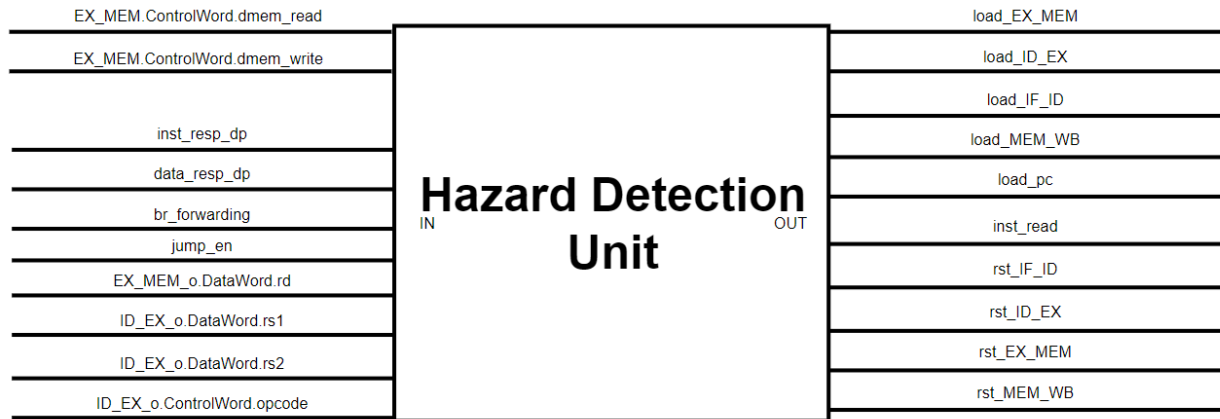 EX_MEM.ControlWord.dmem_read
EX_MEM.ControlWord.dmem_write
inst_resp_dp
data_resp_dp
br_forwarding
jump_en
EX_MEM_o.DataWord.rd
ID_EX_o.DataWord.rs1
ID_EX_o.DataWord.rs2
ID_EX_o.ControlWord.opcode
Hazard Detection
IN
OUT
Unit
load_EX_MEM
load_ID_EX
load_IF_ID
load_MEM_WB
load_pc
inst_read
rst_IF_ID
rst_ID_EX
rst_EX_MEM
rst_MEM_WB